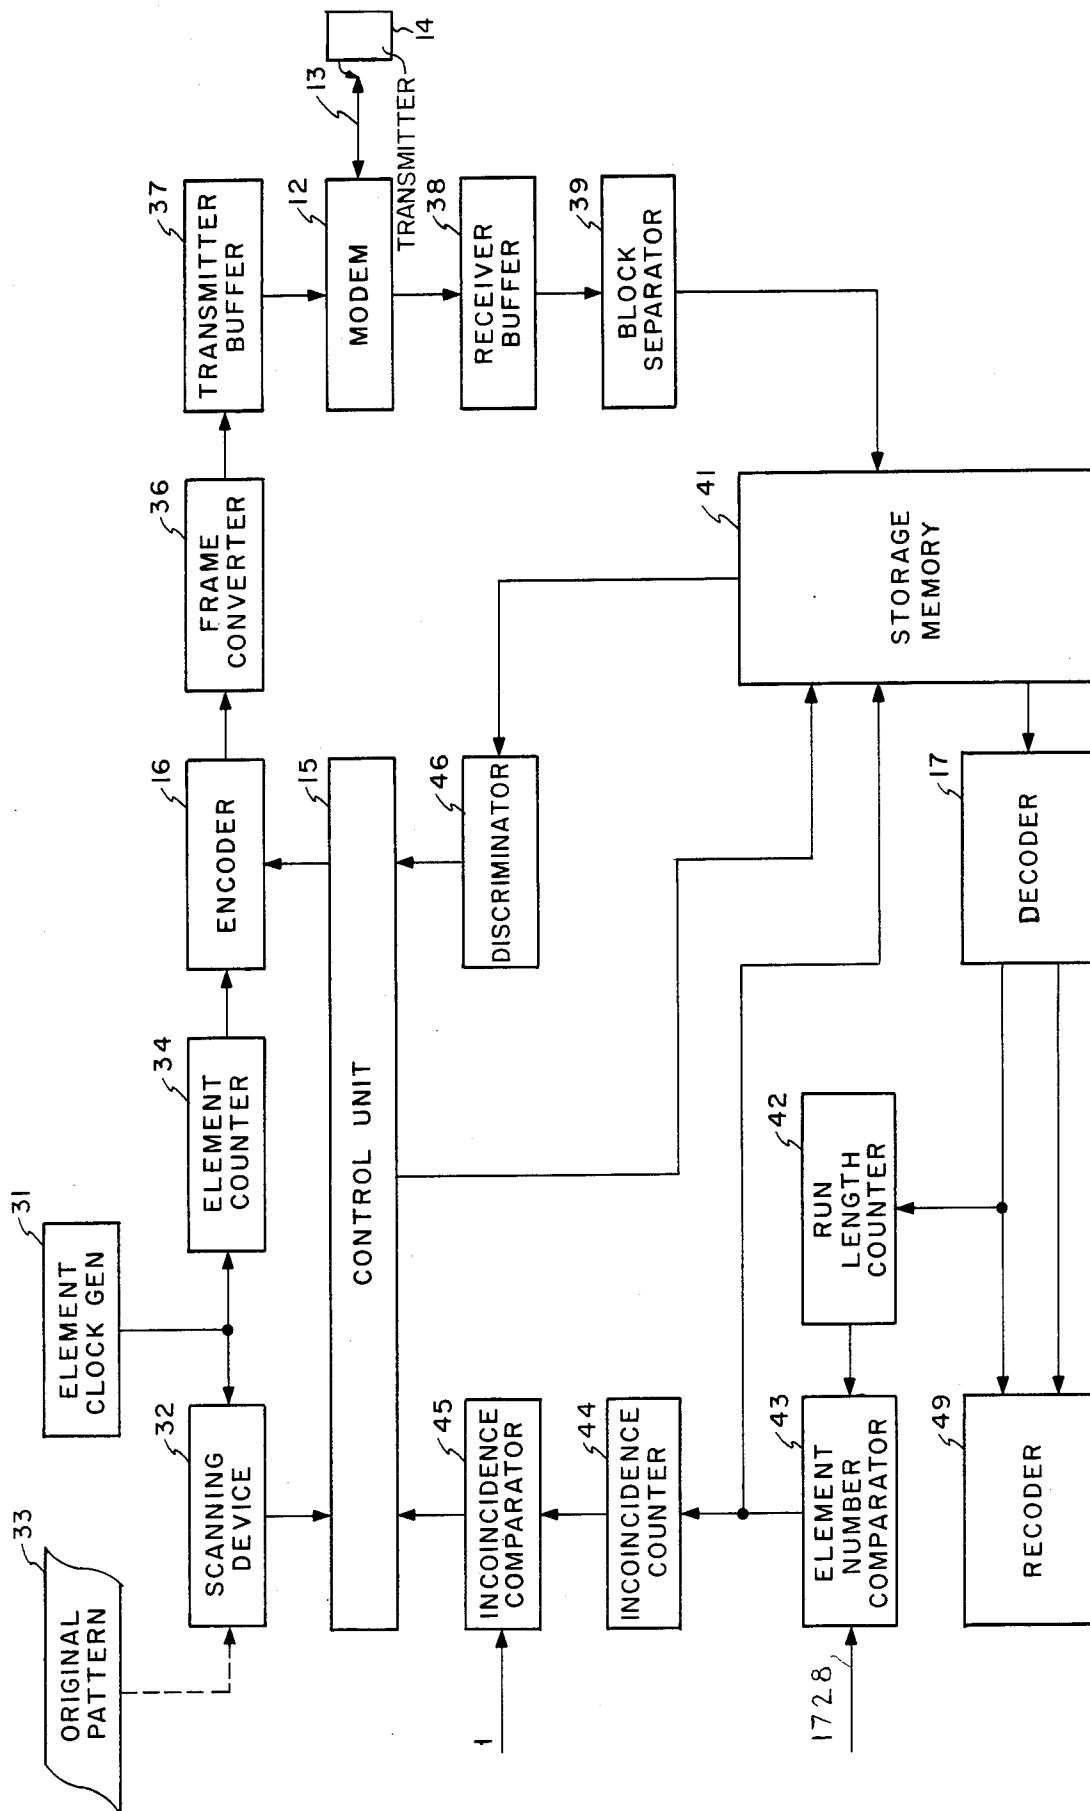 33
ORIGINAL
PATTERN
31
ELEMENT
CLOCK GEN
32
SCANNING
DEVICE
34
ELEMENT
COUNTER
16
ENCODER
36
FRAME
CONVERTER
37
TRANSMITTER
BUFFER
12
MODEM
13
14
TRANSMITTER
15
CONTROL UNIT
38
RECEIVER
BUFFER
45
INCOINCIDENCE
COMPARATOR
1
46
DISCRIMINATOR
39
BLOCK
SEPARATOR
44
INCOINCIDENCE
COUNTER
41
STORAGE
MEMORY
43
ELEMENT
NUMBER
COMPARATOR
1728
42
RUN
LENGTH
COUNTER
49
RECODER
17
DECODER